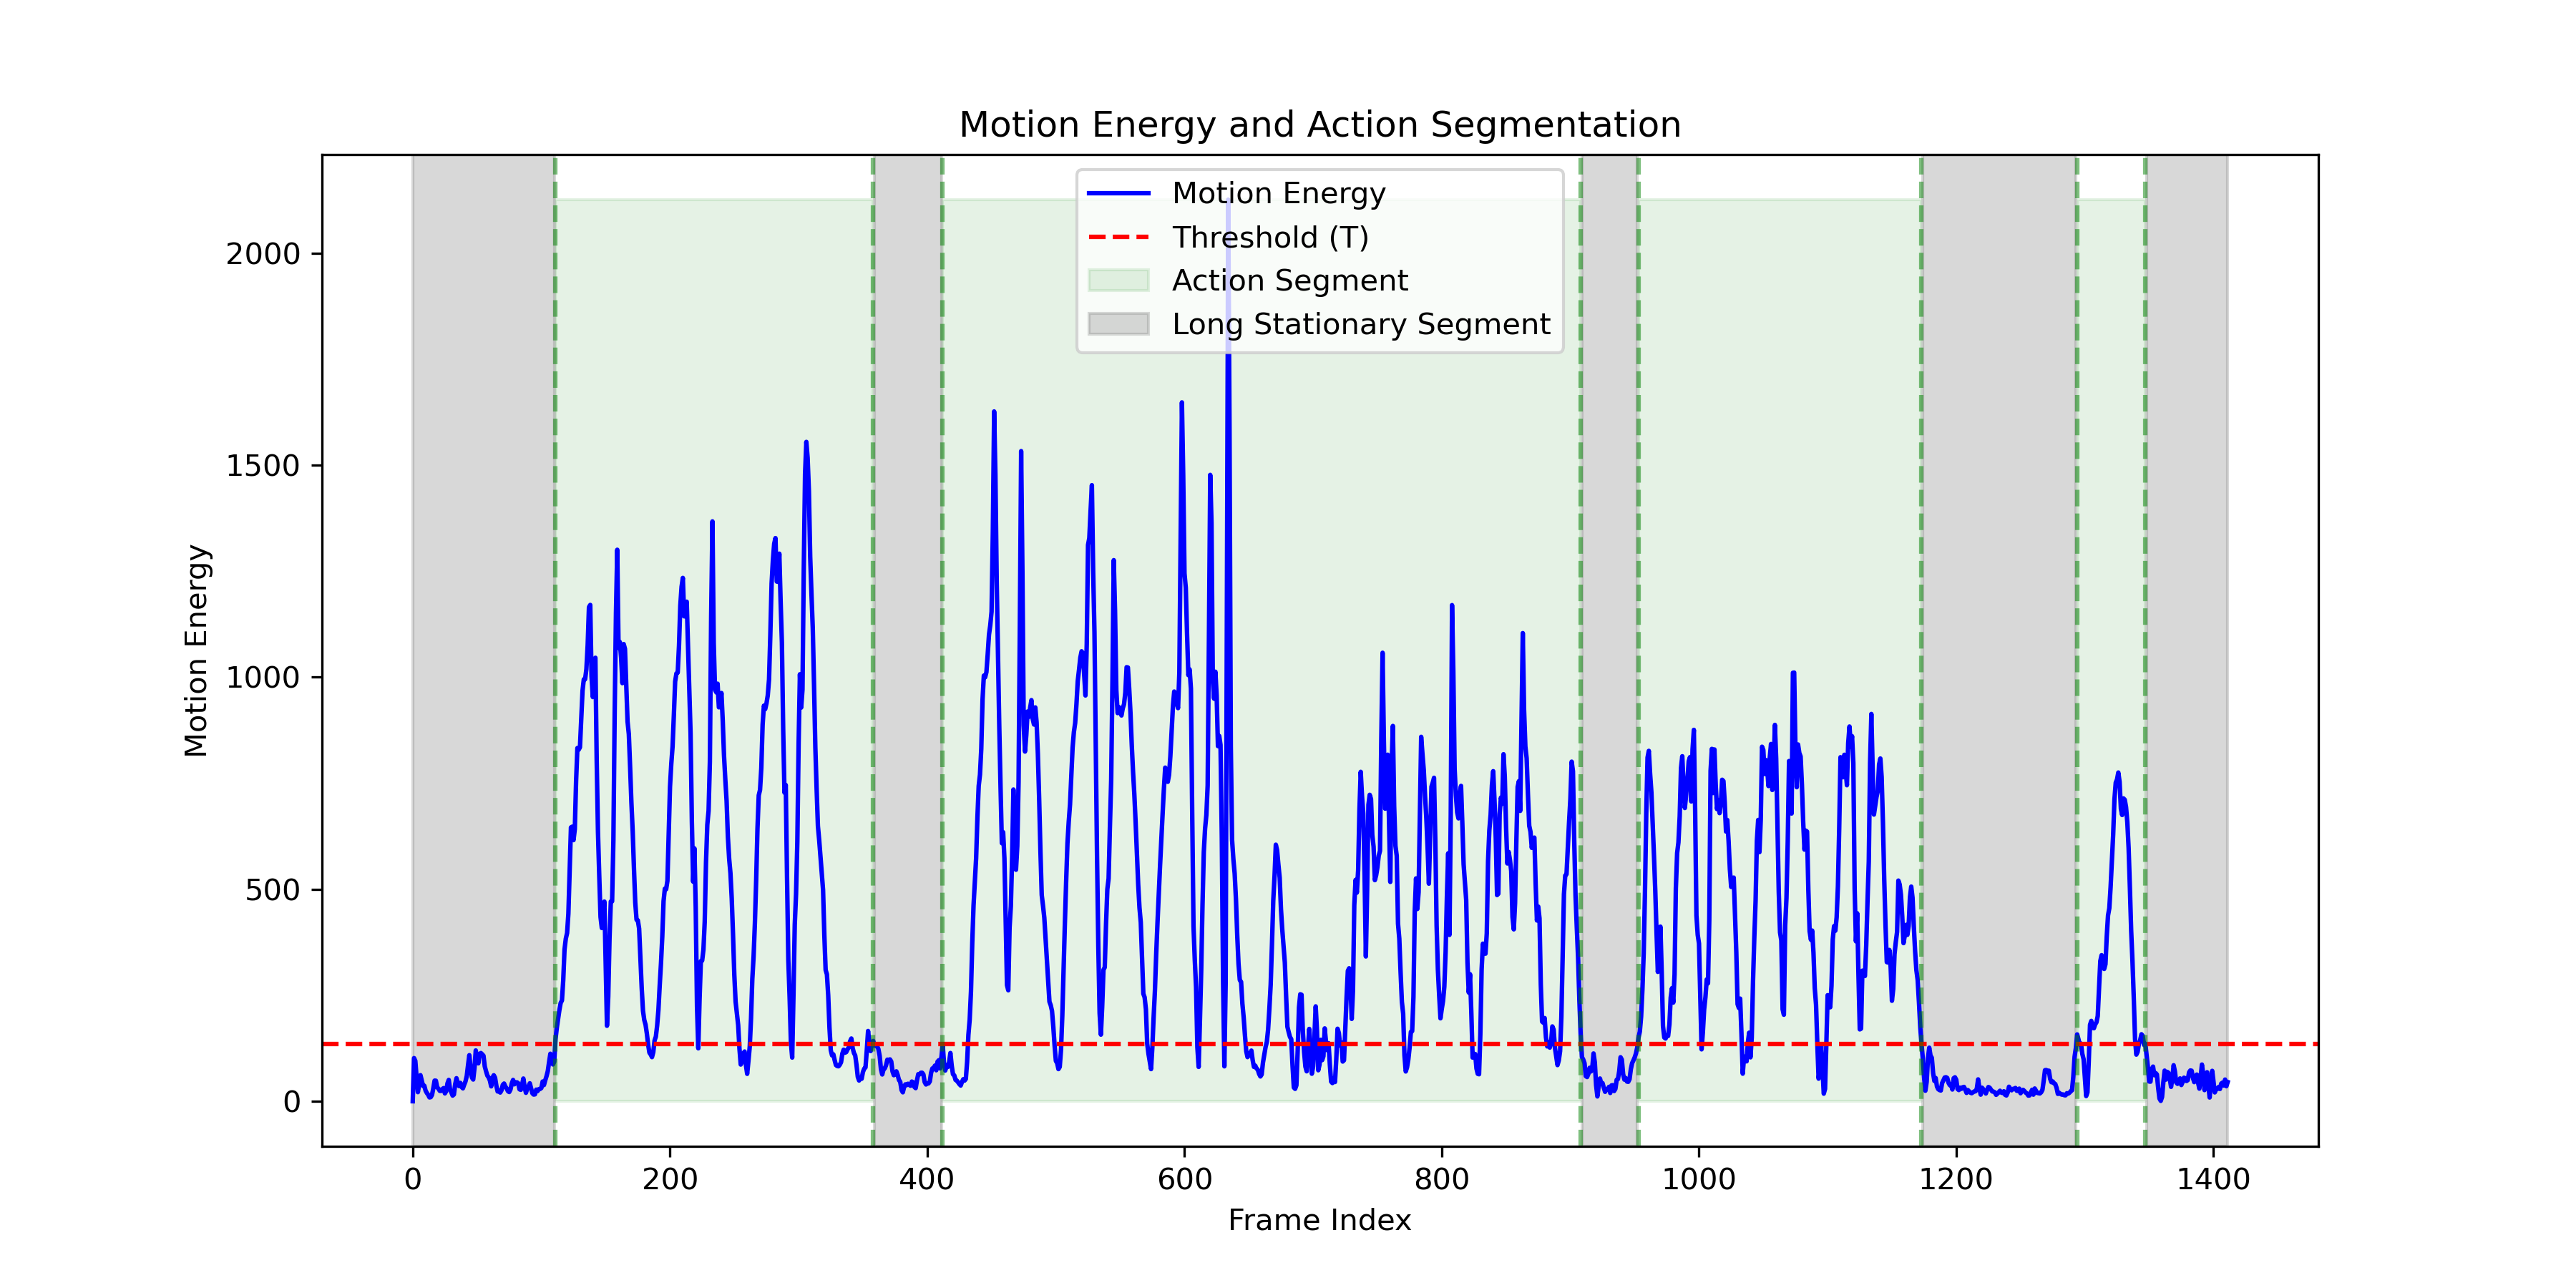 Motion Energy and Action Segmentation
Motion Energy
Threshold (T)
Action Segment
Long Stationary Segment
2000
1500
1000
500
0
Motion Energy
0 200 400 600 800 1000 1200 1400
Frame Index